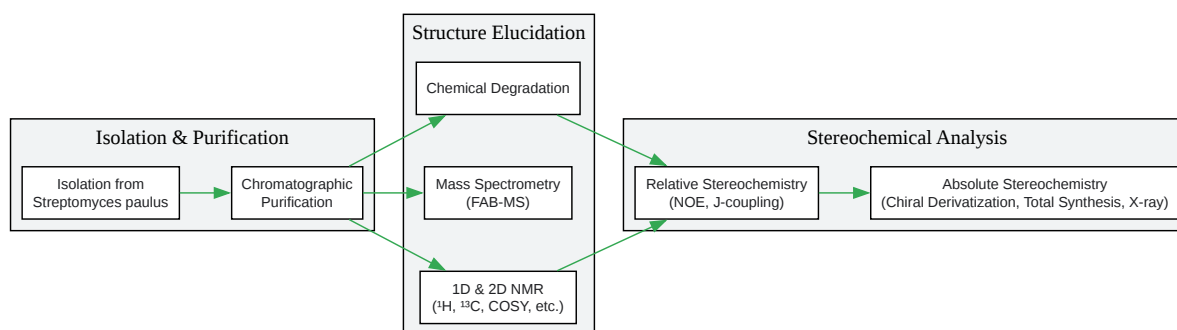 Isolation & Purification
Isolation from
Streptomyces paulus
Chromatographic
Purification
Structure Elucidation
Chemical Degradation
Mass Spectrometry
(FAB-MS)
1D & 2D NMR
(¹H, ¹³C, COSY, etc.)
Stereochemical Analysis
Relative Stereochemistry
(NOE, J-coupling)
Absolute Stereochemistry
(Chiral Derivatization, Total Synthesis, X-ray)